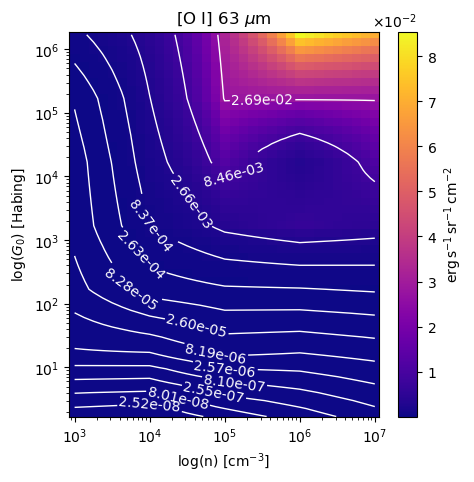 [O I] 63 μm
×10⁻²
log(G₀) [Habing]
10⁶
10⁵
10⁴
10³
10²
10¹
2.69e-02
8.46e-03
2.66e-03
8.37e-04
2.63e-04
8.28e-05
2.60e-05
8.19e-06
2.57e-06
8.10e-07
2.55e-07
8.01e-08
2.52e-08
10³ 10⁴ 10⁵ 10⁶ 10⁷
log(n) [cm⁻³]
8
7
6
5
4
3
2
1
erg s⁻¹ sr⁻¹ cm⁻²